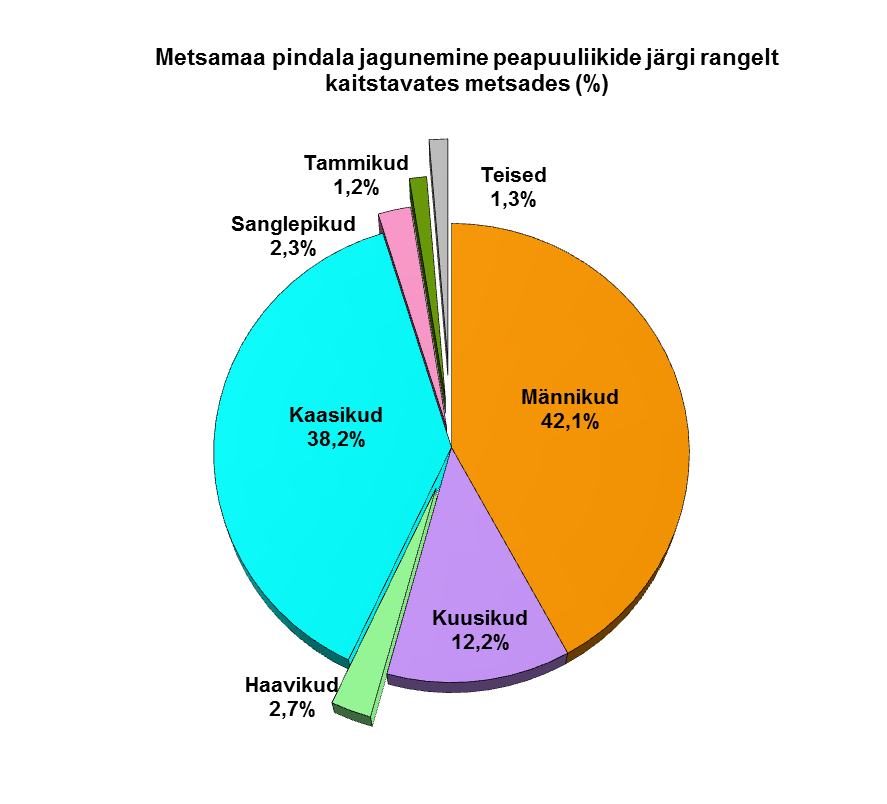 Metsamaa pindala jagunemine peapuuliikide järgi rangelt
kaitstavates metsades (%)
Tammikud
1,2%
Teised
1,3%
Sanglepikud
2,3%
Männikud
42,1%
Kaasikud
38,2%
Kuusikud
12,2%
Haavikud
2,7%